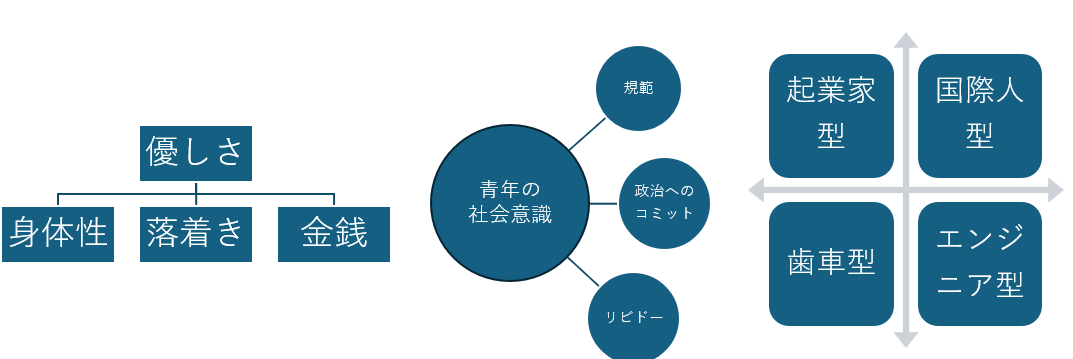 優しさ
身体性
落着き
金銭
青年の
社会意識
規範
政治への
コミット
リビドー
起業家
型
国際人
型
歯車型
エンジ
ニア型